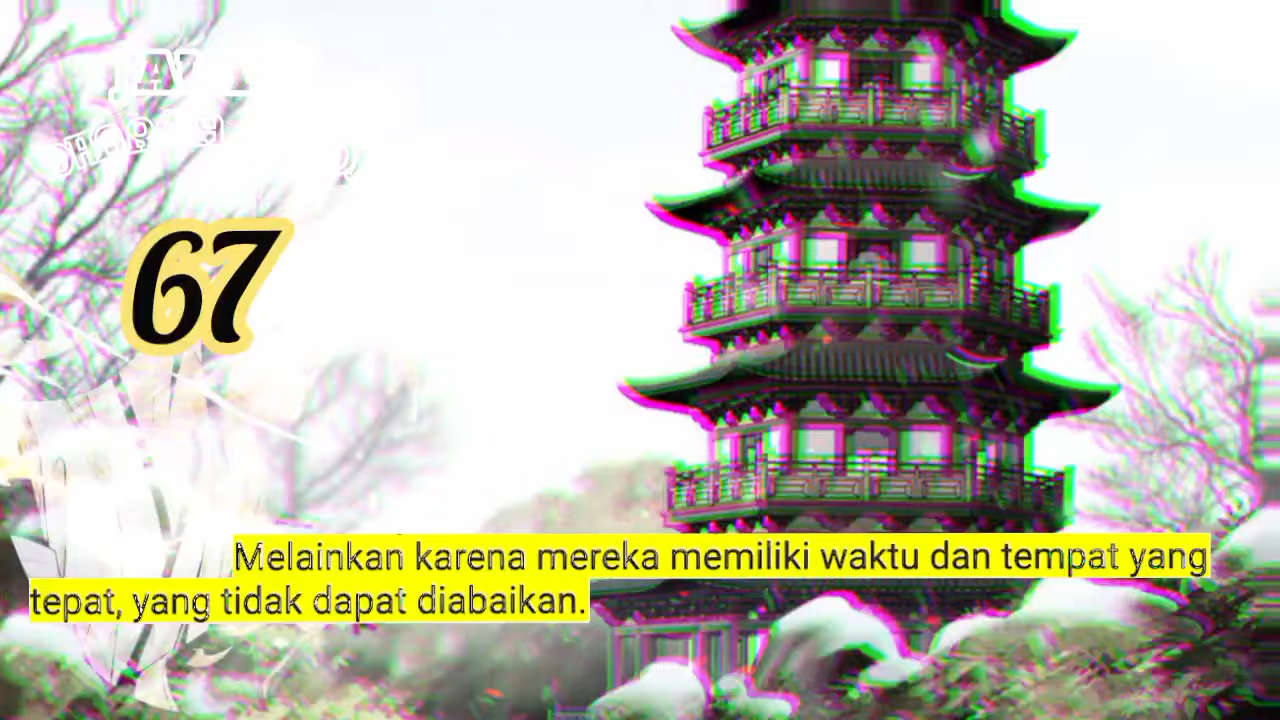 67
Melainkan karena mereka memiliki waktu dan tempat yang
tepat, yang tidak dapat diabaikan.